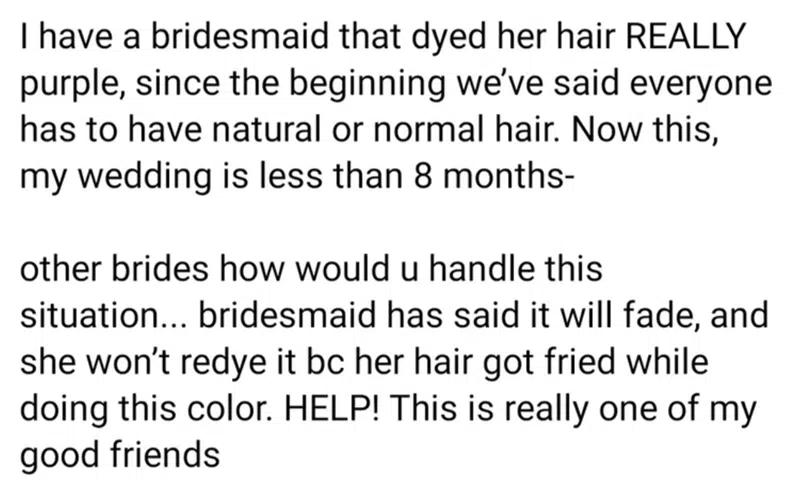 I have a bridesmaid that dyed her hair REALLY
purple, since the beginning we've said everyone
has to have natural or normal hair. Now this,
my wedding is less than 8 months-
other brides how would u handle this
situation... bridesmaid has said it will fade, and
she won't redye it bc her hair got fried while
doing this color. HELP! This is really one of my
good friends